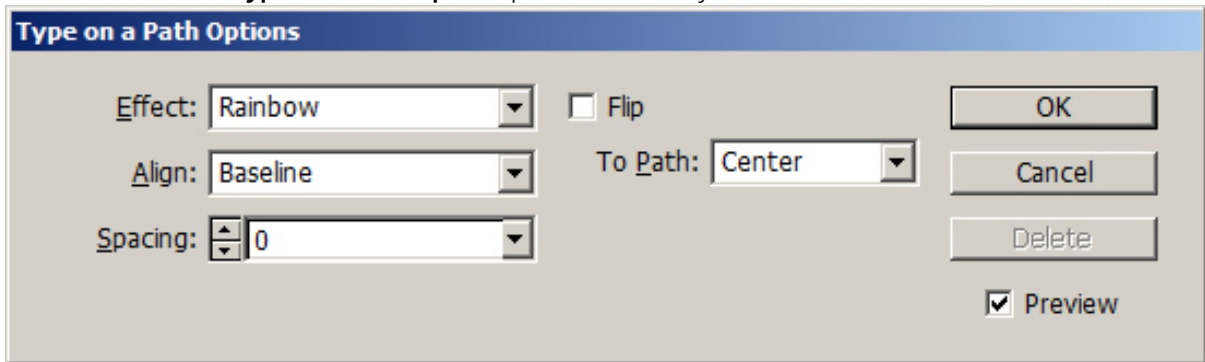 Type on a Path Options
Effect: Rainbow Flip OK
Align: Baseline To Path: Center Cancel
Spacing: 0 Delete
Preview